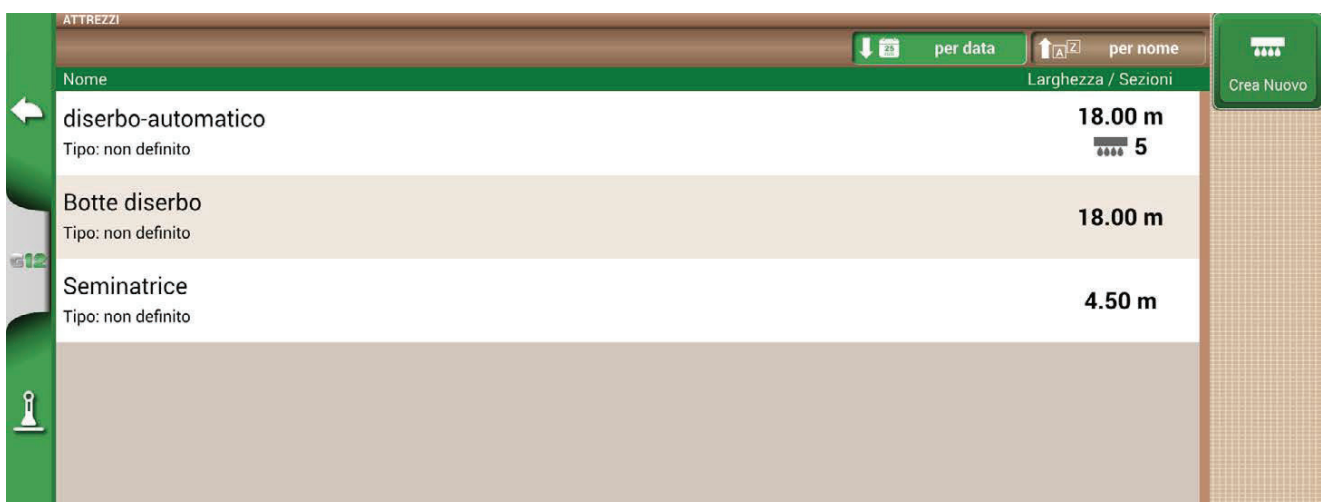 ATTREZZI
25
per data
A Z
per nome
Crea Nuovo
Nome
Larghezza / Sezioni
diserbo-automatico
18.00 m
Tipo: non definito
5
Botte diserbo
18.00 m
Tipo: non definito
G12
Seminatrice
4.50 m
Tipo: non definito